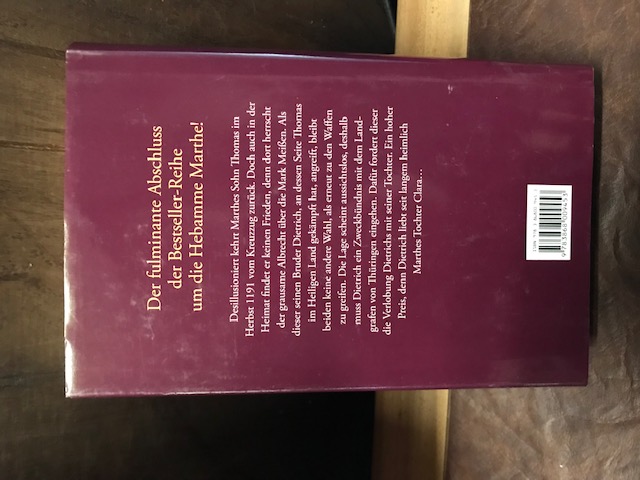 Der fulminante Abschluss
der Bestseller-Reihe
um die Hebamme Marthe!
Desillusioniert kehrt Marthes Sohn Thomas im
Herbst 1191 vom Kreuzzug zurück. Doch auch in der
Heimat findet er keinen Frieden, denn dort herrscht
der grausame Albrecht über die Mark Meißen. Als
dieser seinen Bruder Dietrich, an dessen Seite Thomas
im Heiligen Land gekämpft hat, angreift, bleibt
beiden keine andere Wahl, als erneut zu den Waffen
zu greifen. Die Lage scheint aussichtslos, deshalb
muss Dietrich ein Zweckbündnis mit dem Land-
grafen von Thüringen eingehen. Dafür fordert dieser
die Verlobung Dietrichs mit seiner Tochter. Ein hoher
Preis, denn Dietrich liebt seit langem heimlich
Marthes Tochter Clara…